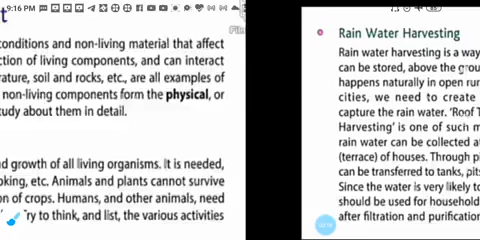 9:16 PM
conditions and non-living material that affect
ction of living components, and can interact
rature, soil and rocks, etc., are all examples of
non-living components form the physical, or
tudy about them in detail.
nd growth of all living organisms. It is needed,
oking, etc. Animals and plants cannot survive
on of crops. Humans, and other animals, need
ry to think, and list, the various activities
Rain Water Harvesting
Rain water harvesting is a way
can be stored, above the grou
happens naturally in open run
cities, we need to create
capture the rain water. 'Roof T
Harvesting' is one of such m
rain water can be collected at
(terrace) of houses. Through pi
can be transferred to tanks, pits
Since the water is very likely to
should be used for household
after filtration and purification